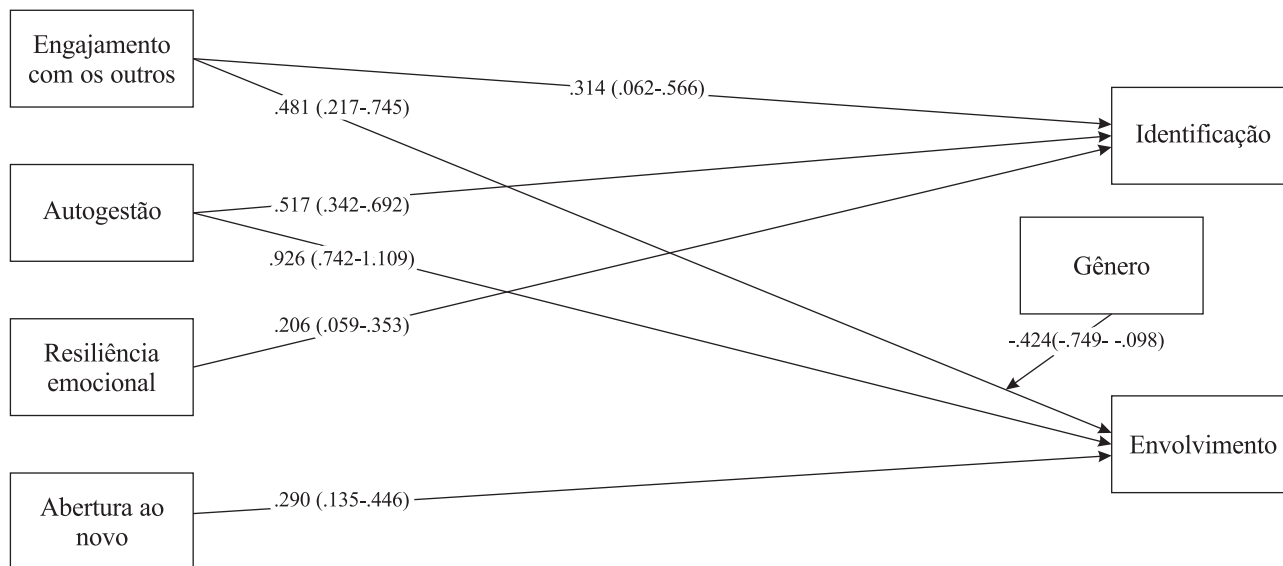 Engajamento
com os outros
.314 (.062-.566)
.481 (.217-.745)
Identificação
Autogestão
.517 (.342-.692)
.926 (.742-1.109)
Gênero
.206 (.059-.353)
-.424(-.749- -.098)
Resiliência
emocional
Envolvimento
.290 (.135-.446)
Abertura ao
novo